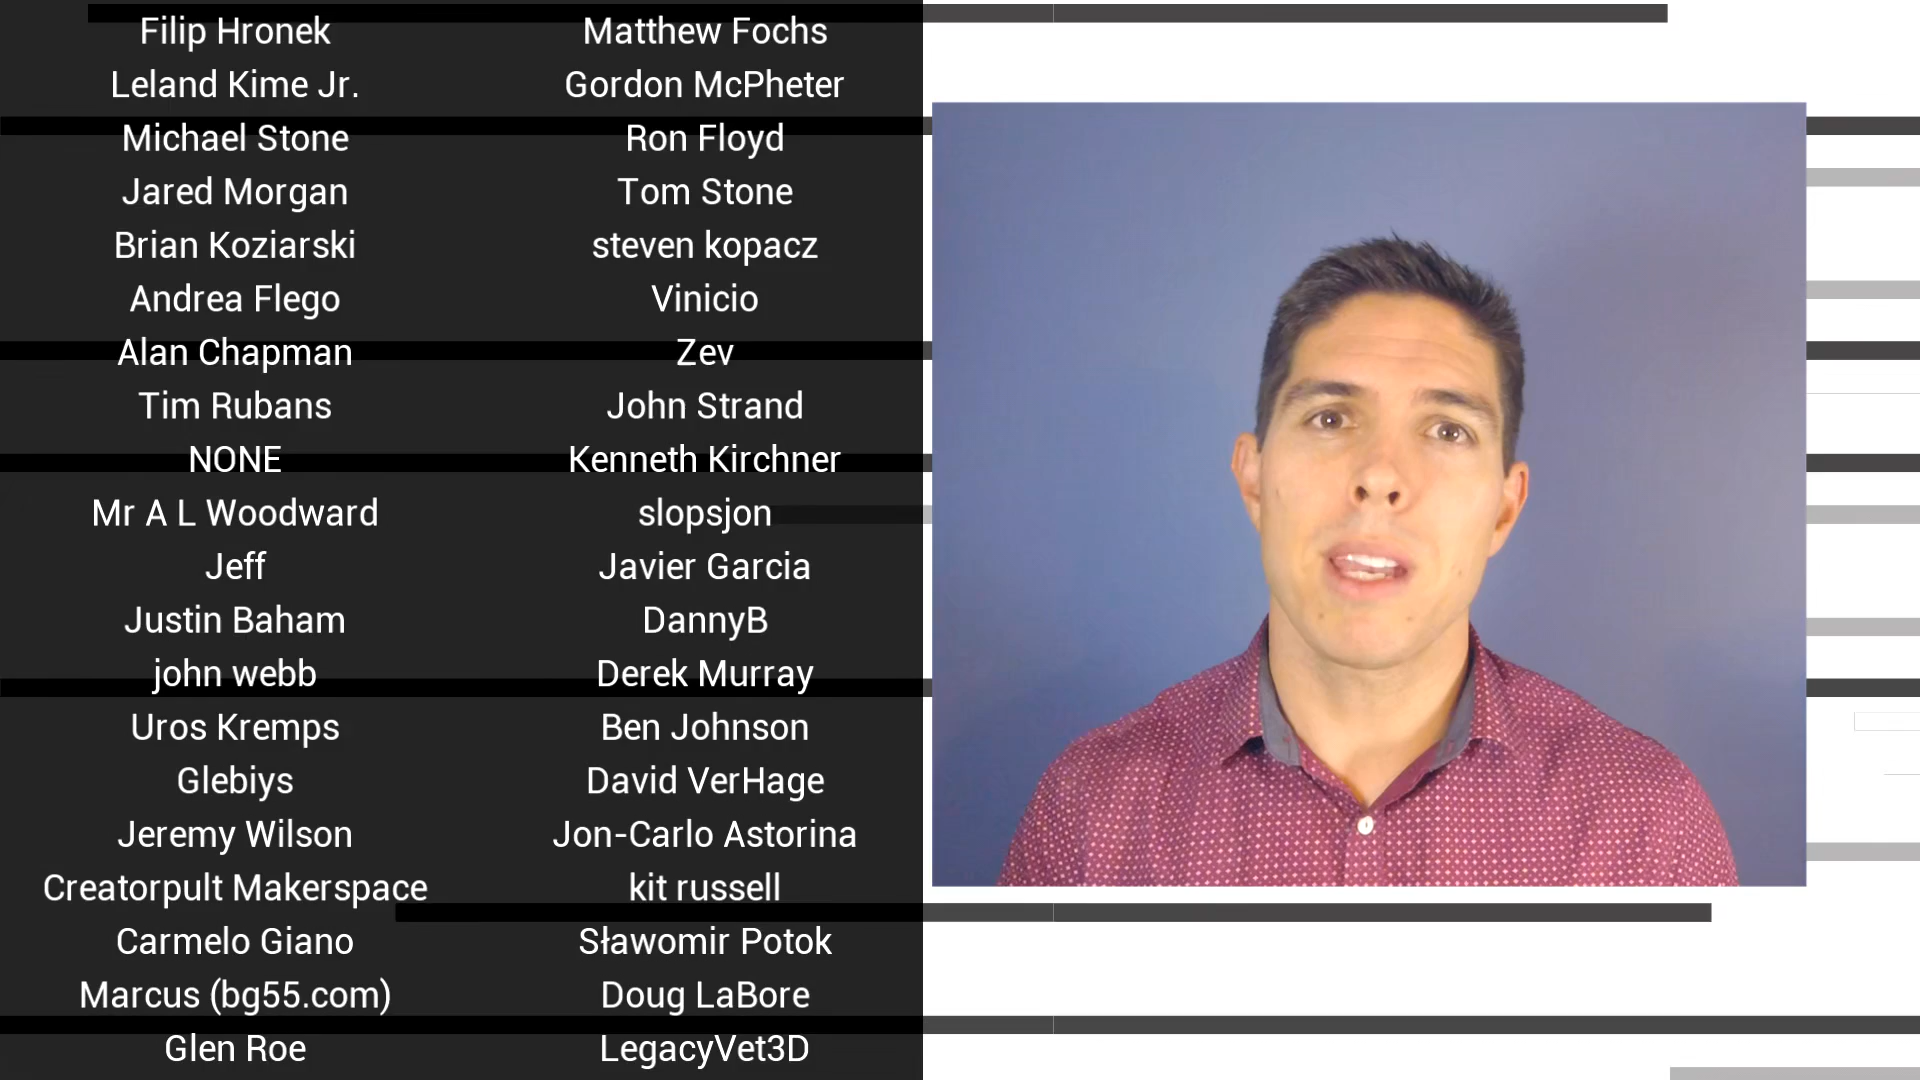 Filip Hronek
Leland Kime Jr.
Michael Stone
Jared Morgan
Brian Koziarski
Andrea Flego
Alan Chapman
Tim Rubans
NONE
Mr A L Woodward
Jeff
Justin Baham
john webb
Uros Kremps
Glebiys
Jeremy Wilson
Creatorpult Makerspace
Carmelo Giano
Marcus (bg55.com)
Glen Roe
Matthew Fochs
Gordon McPheter
Ron Floyd
Tom Stone
steven kopacz
Vinicio
Zev
John Strand
Kenneth Kirchner
slopsjon
Javier Garcia
DannyB
Derek Murray
Ben Johnson
David VerHage
Jon-Carlo Astorina
kit russell
Sławomir Potok
Doug LaBore
LegacyVet3D